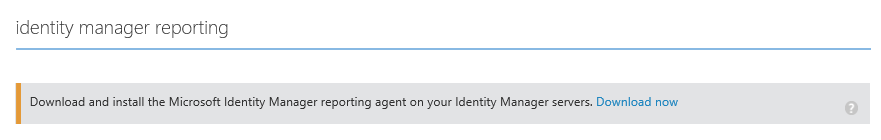 identity manager reporting
Download and install the Microsoft Identity Manager reporting agent on your Identity Manager servers. Download now
?